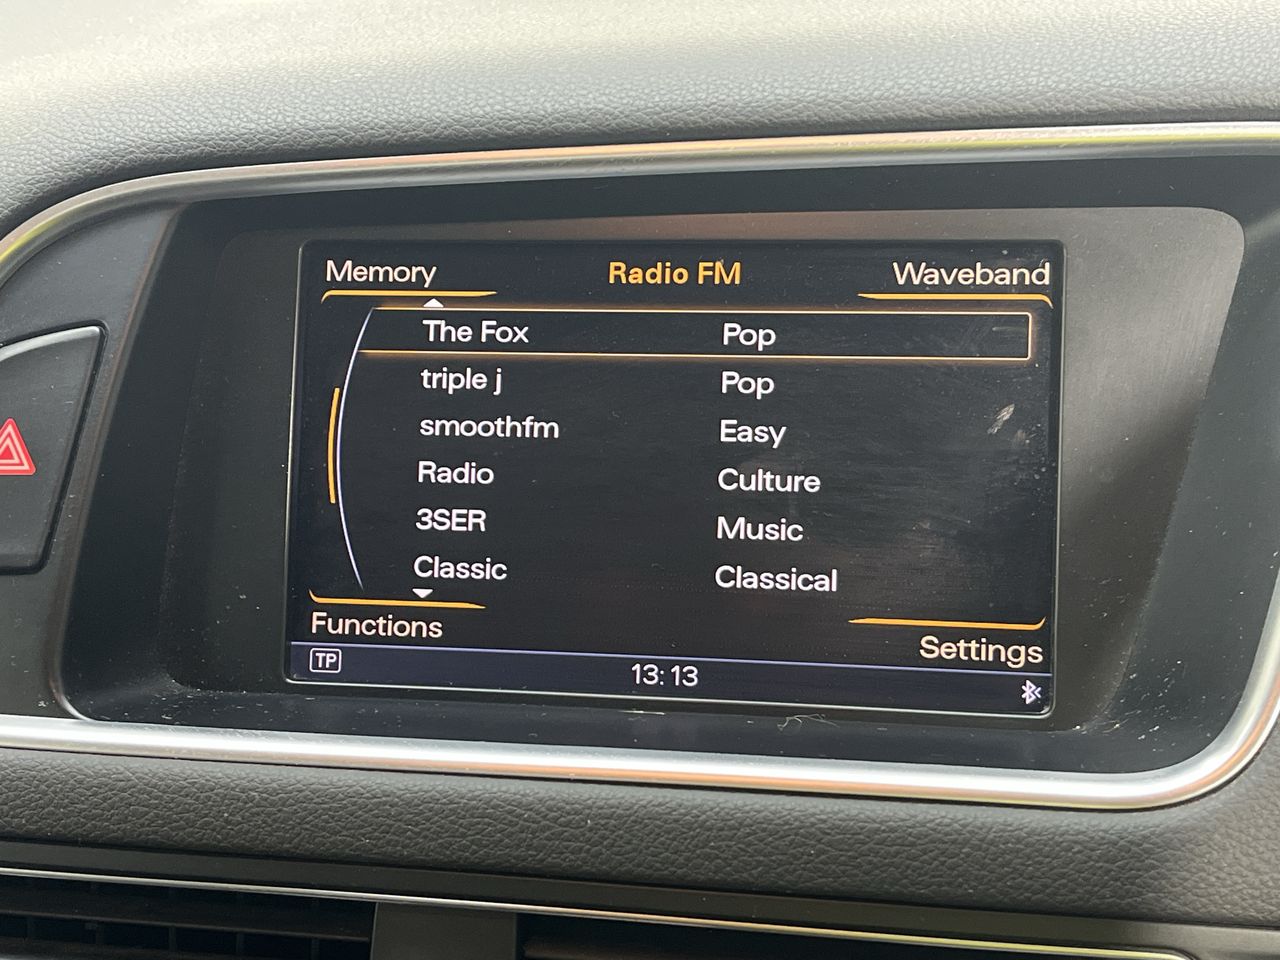 Memory Radio FM Waveband
The Fox Pop
triple j Pop
smoothfm Easy
Radio Culture
3SER Music
Classic Classical
Functions Settings
TP 13:13